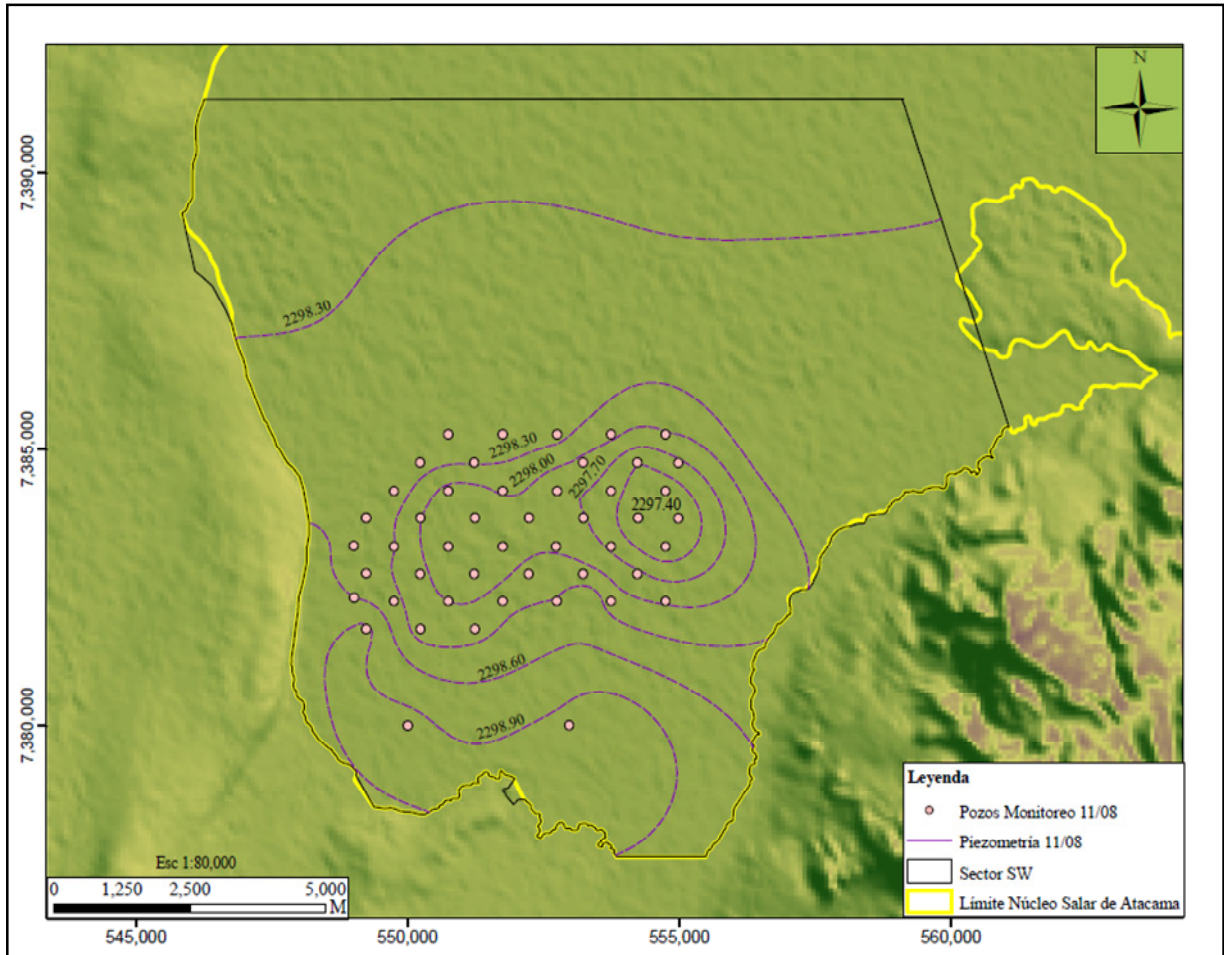 N
7,390,000
7,385,000
7,380,000
2298.30
2298.30
2298.00
2297.70
2297.40
2298.60
2298.90
Leyenda
Pozos Monitoreo 11/08
Piezometría 11/08
Sector SW
Límite Núcleo Salar de Atacama
Esc 1:80,000
0 1,250 2,500 5,000
M
545,000 550,000 555,000 560,000